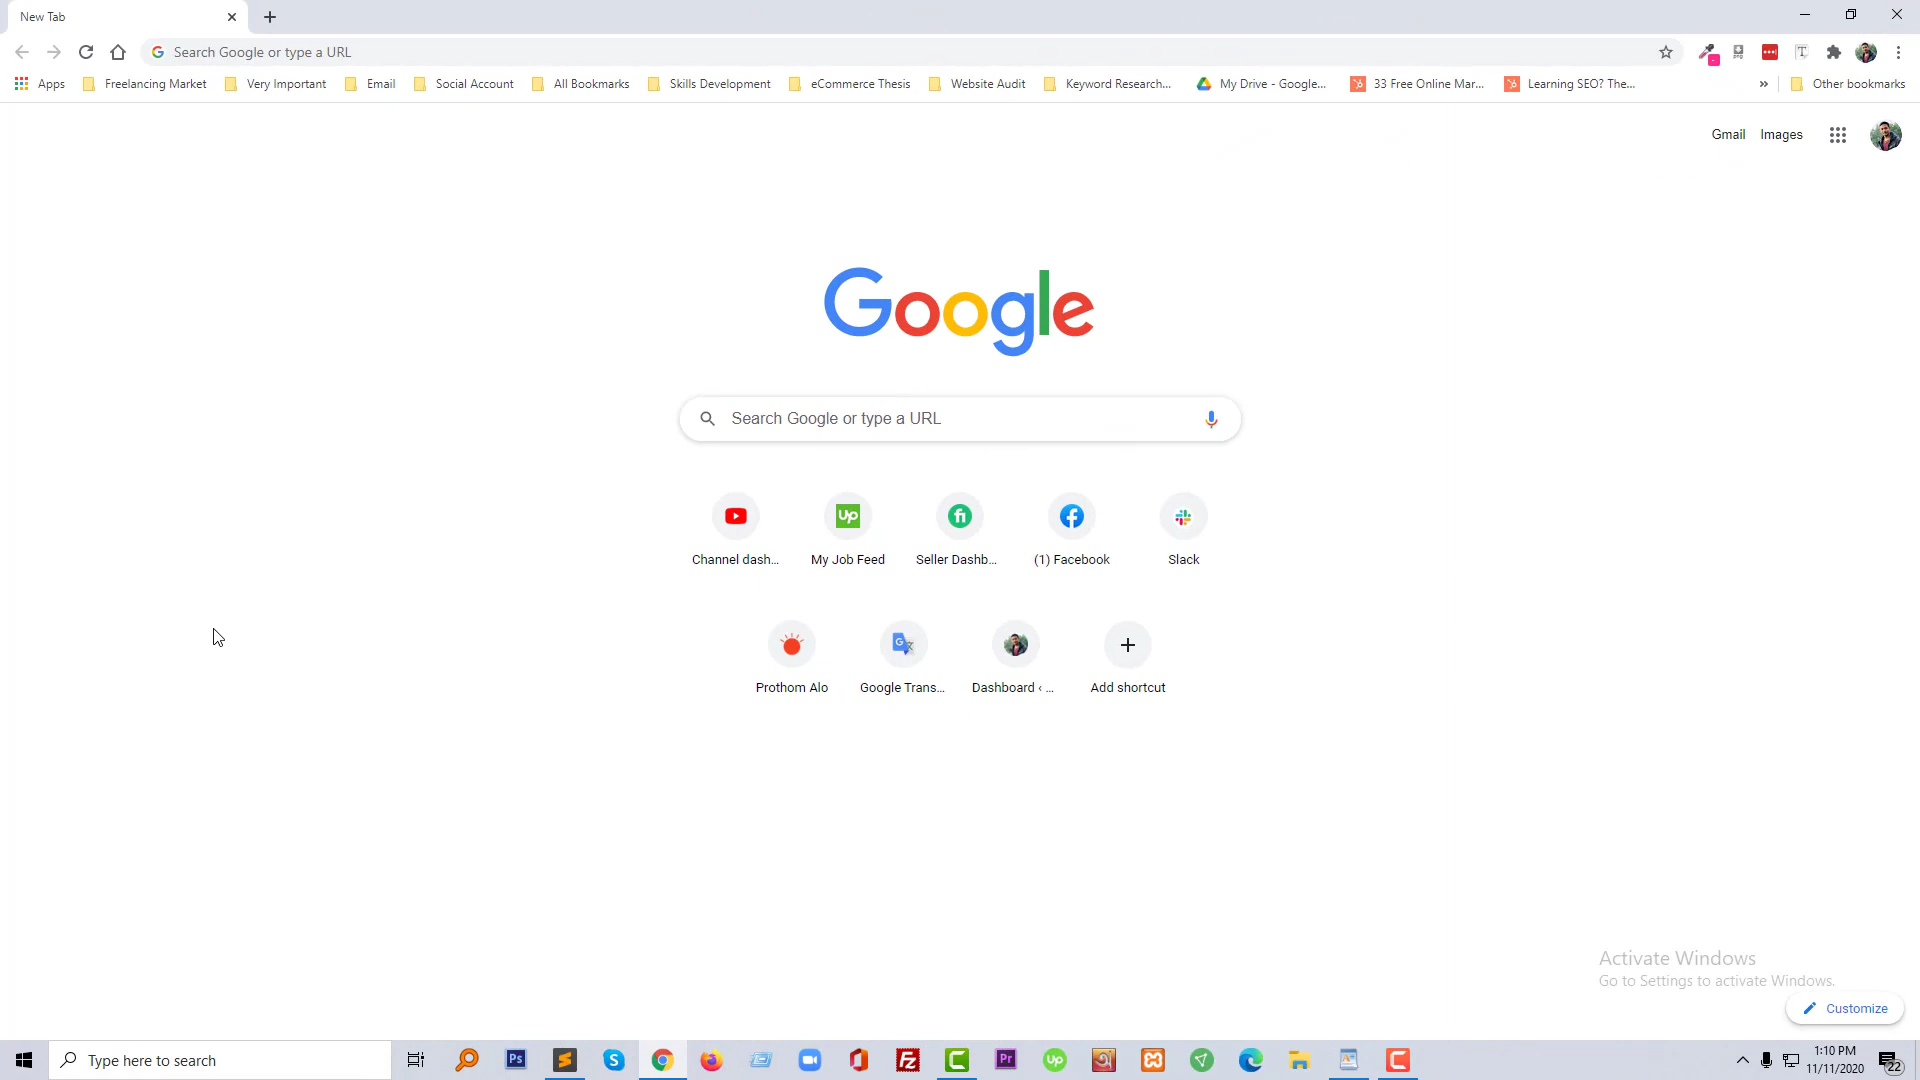 New Tab
Search Google or type a URL
Apps
Freelancing Market
Very Important
Email
Social Account
All Bookmarks
Skills Development
eCommerce Thesis
Website Audit
Keyword Research...
My Drive - Google...
33 Free Online Mar...
Learning SEO? The...
»
Other bookmarks
Gmail
Images
Google
Search Google or type a URL
Channel dash...
My Job Feed
Seller Dashb...
(1) Facebook
Slack
Prothom Alo
Google Trans...
Dashboard ‹ ...
Add shortcut
Activate Windows
Go to Settings to activate Windows.
Customize
Type here to search
1:10 PM
11/11/2020
22